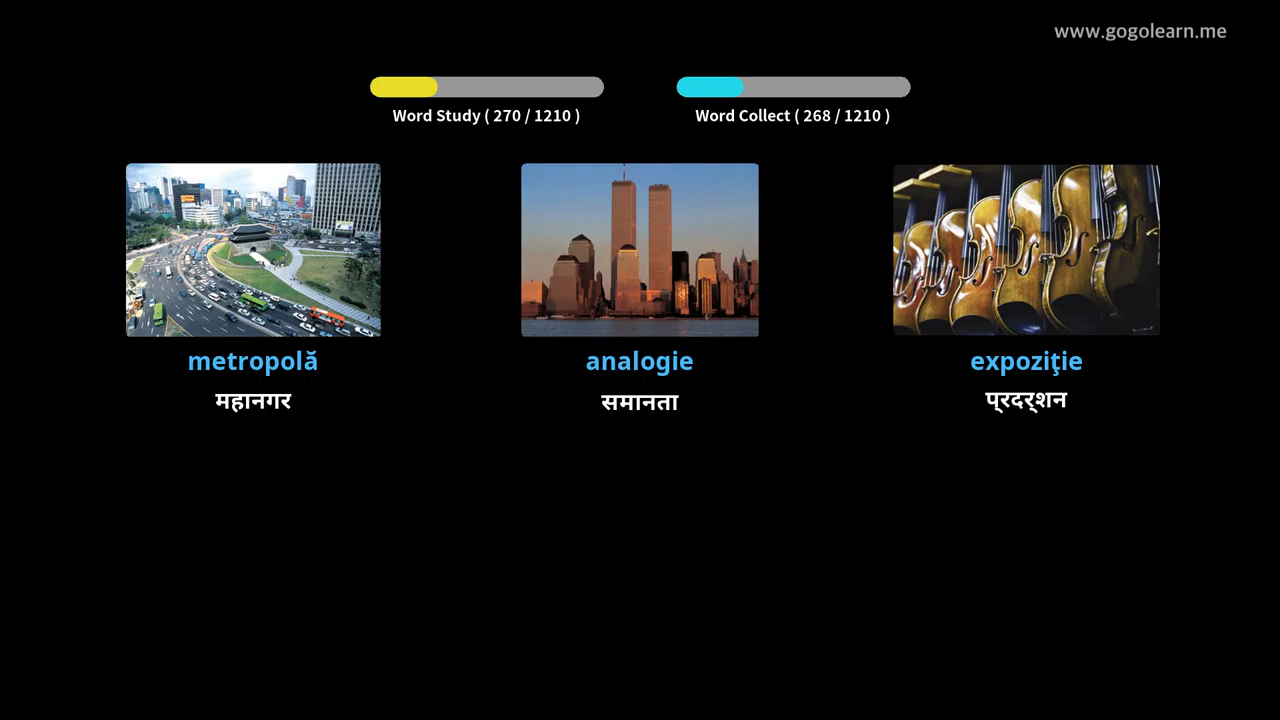 www.gogolearn.me
Word Study ( 270 / 1210 )
Word Collect ( 268 / 1210 )
metropolă
analogie
expoziţie
महानगर
समानता
प्रदर्शन